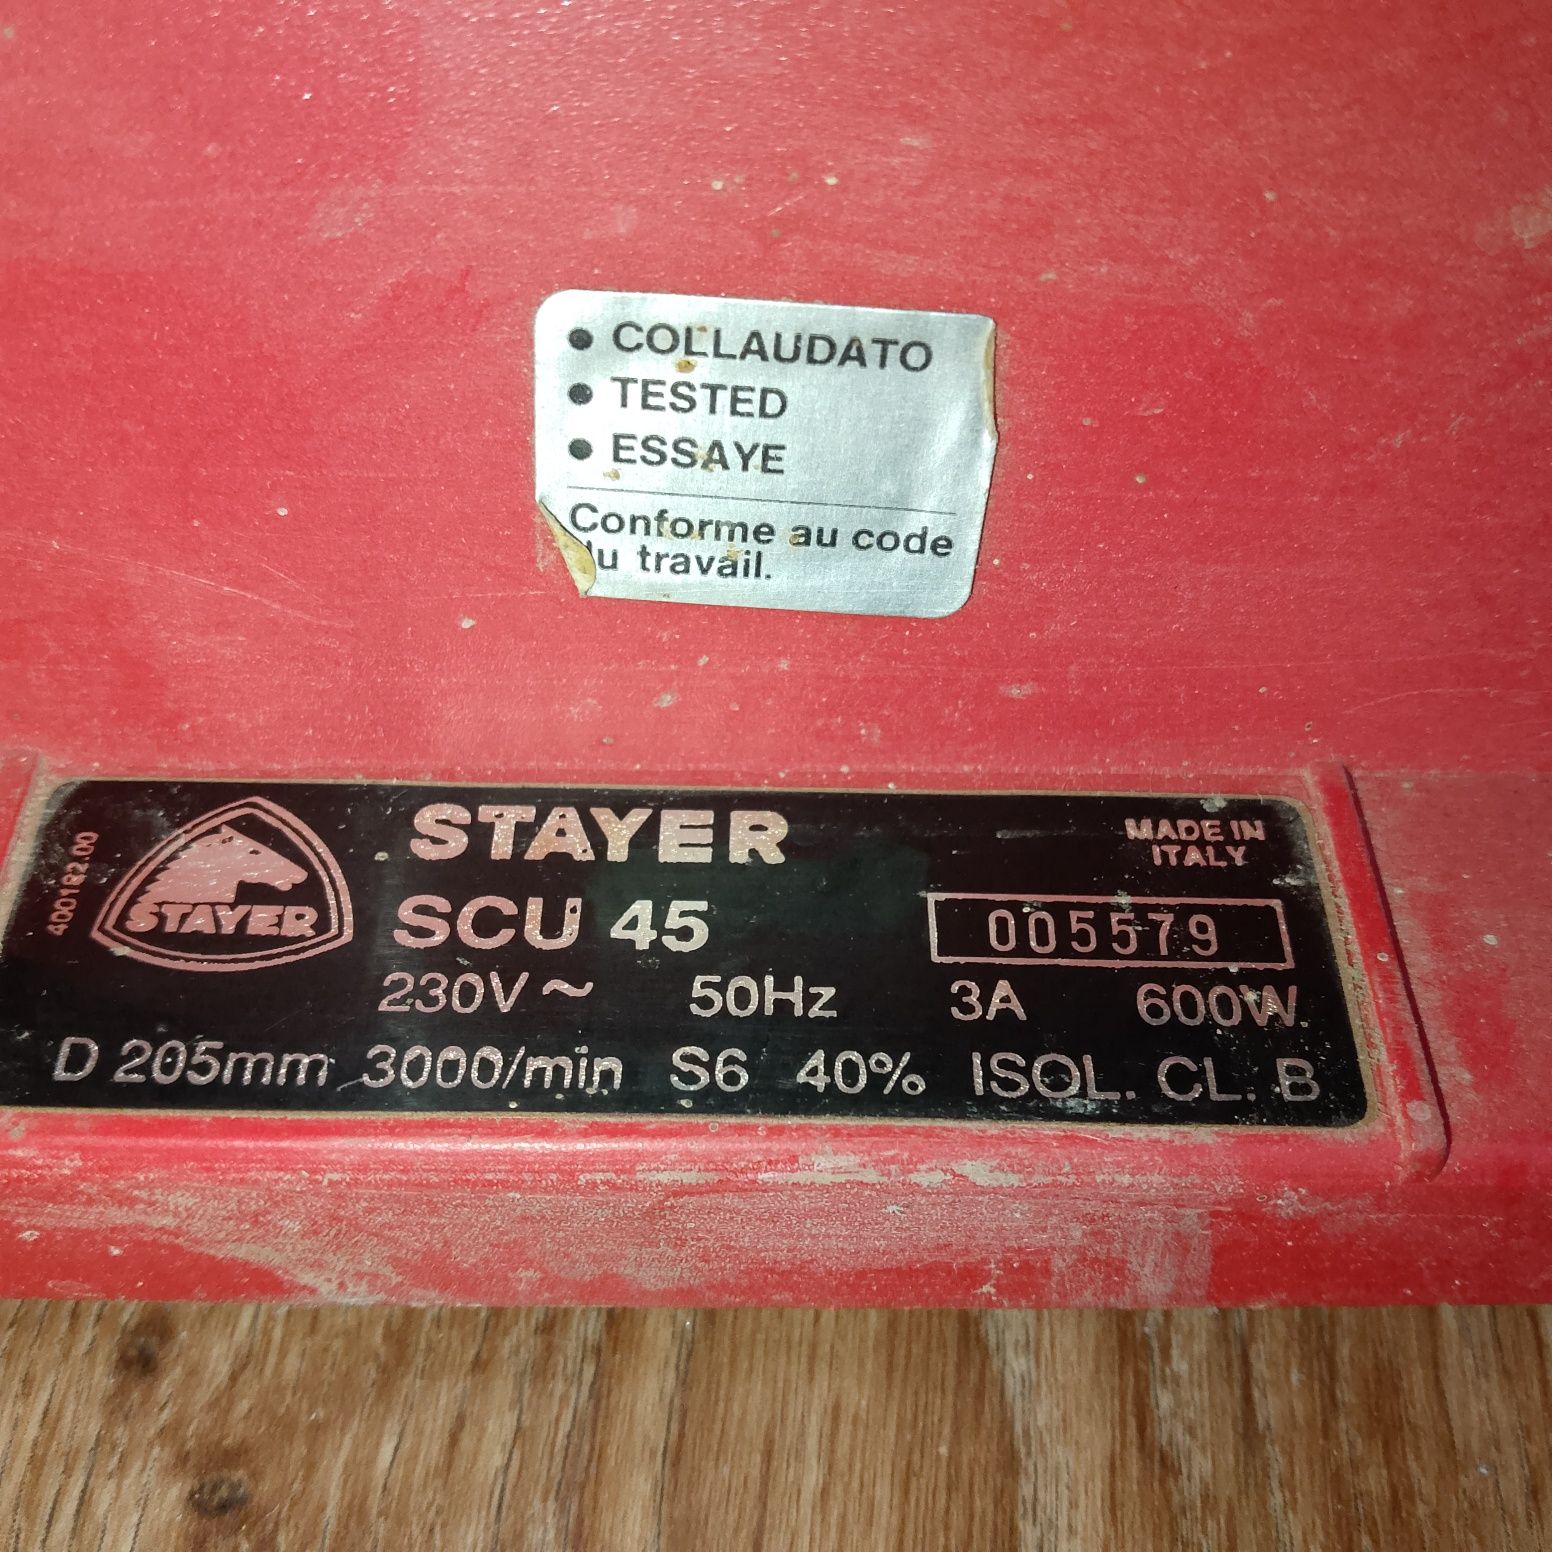 ● COLLAUDATO
● TESTED
● ESSAYE
Conforme au code
du travail.
STAYER
MADE IN
ITALY
STAYER
SCU 45
005579
230V~ 50Hz 3A 600W
D 205mm 3000/min S6 40% ISOL. CL. B